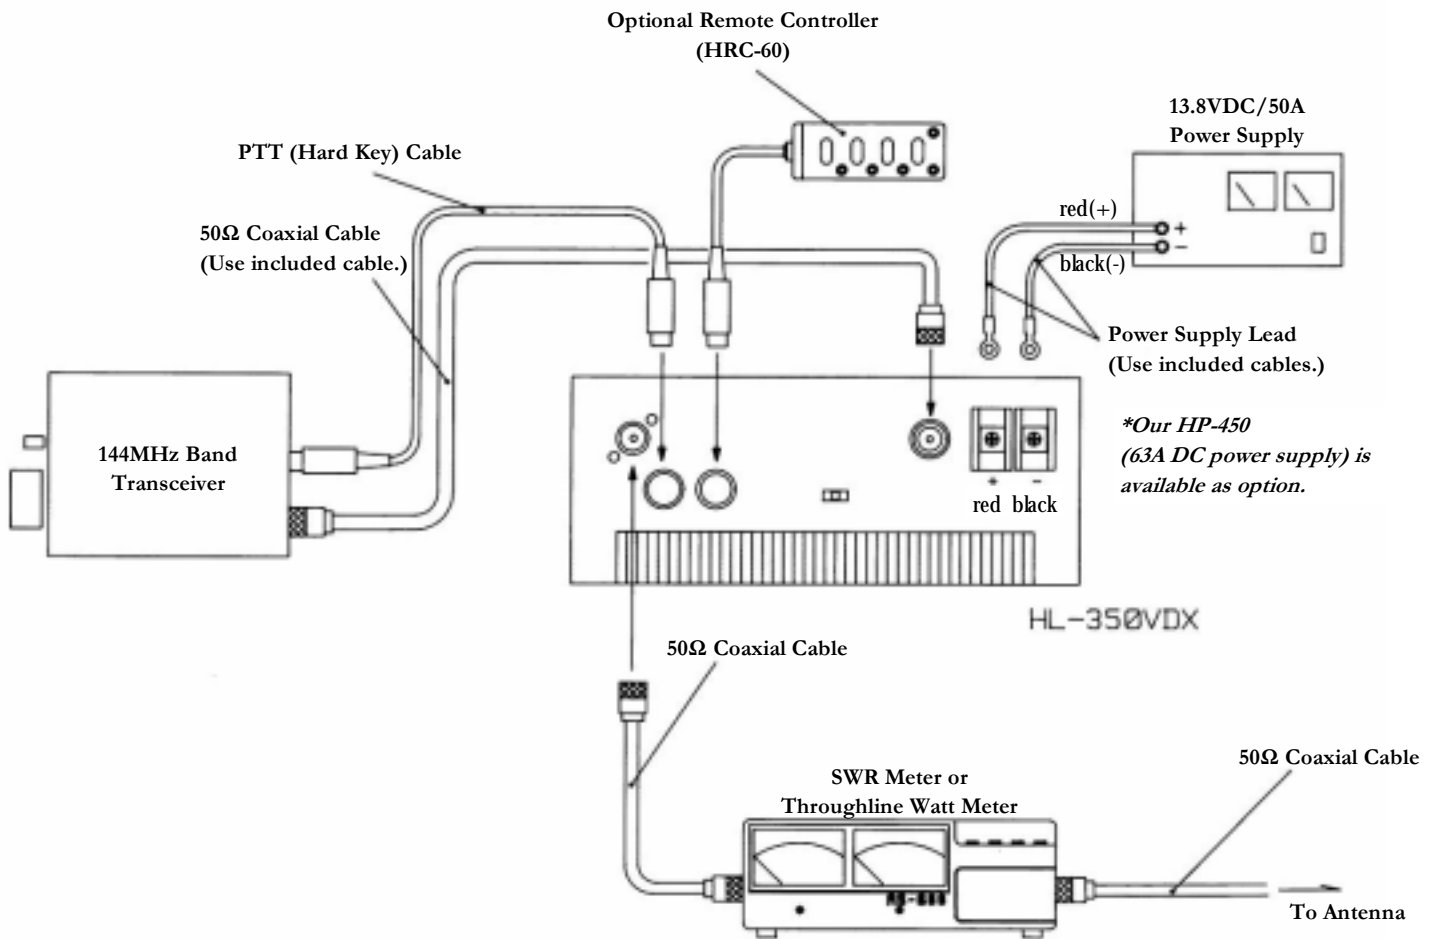 Optional Remote Controller
(HRC-60)
13.8VDC/50A
Power Supply
PTT (Hard Key) Cable
red(+)
+
50Ω Coaxial Cable
(Use included cable.)
−
black(-)
Power Supply Lead
(Use included cables.)
*Our HP-450
(63A DC power supply) is
available as option.
144MHz Band
Transceiver
+ −
red black
HL-350VDX
50Ω Coaxial Cable
50Ω Coaxial Cable
SWR Meter or
Throughline Watt Meter
To Antenna